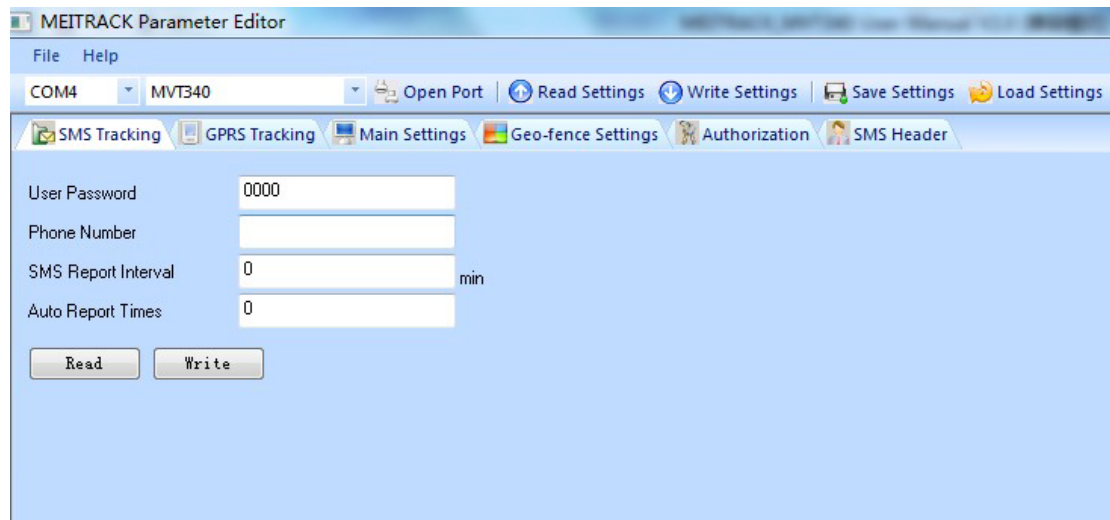 MEITRACK Parameter Editor
File Help
COM4 MVT340 Open Port Read Settings Write Settings Save Settings Load Settings
SMS Tracking GPRS Tracking Main Settings Geo-fence Settings Authorization SMS Header
User Password 0000
Phone Number
SMS Report Interval 0 min
Auto Report Times 0
Read Write